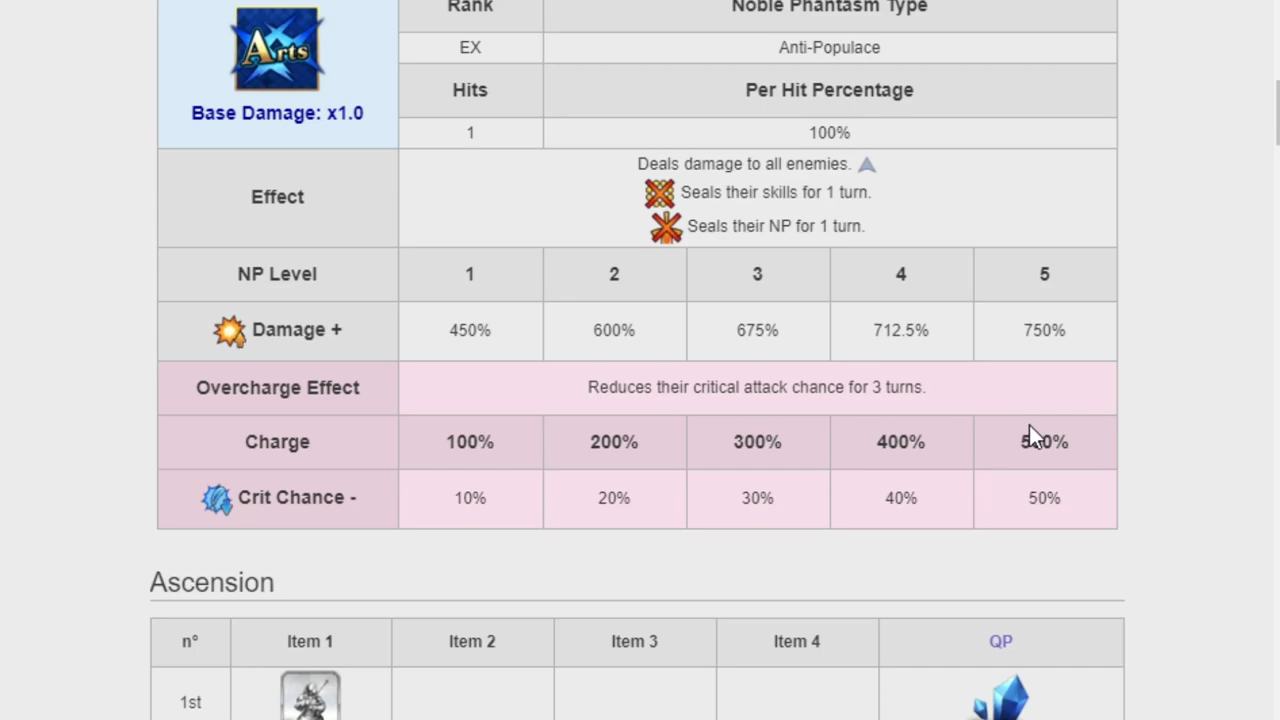 Rank Noble Phantasm Type
Arts
EX Anti-Populace
Hits Per Hit Percentage
Base Damage: x1.0
1 100%
Deals damage to all enemies.
Effect Seals their skills for 1 turn.
Seals their NP for 1 turn.
NP Level 1 2 3 4 5
Damage + 450% 600% 675% 712.5% 750%
Overcharge Effect Reduces their critical attack chance for 3 turns.
Charge 100% 200% 300% 400% 500%
Crit Chance - 10% 20% 30% 40% 50%
Ascension
n° Item 1 Item 2 Item 3 Item 4 QP
1st